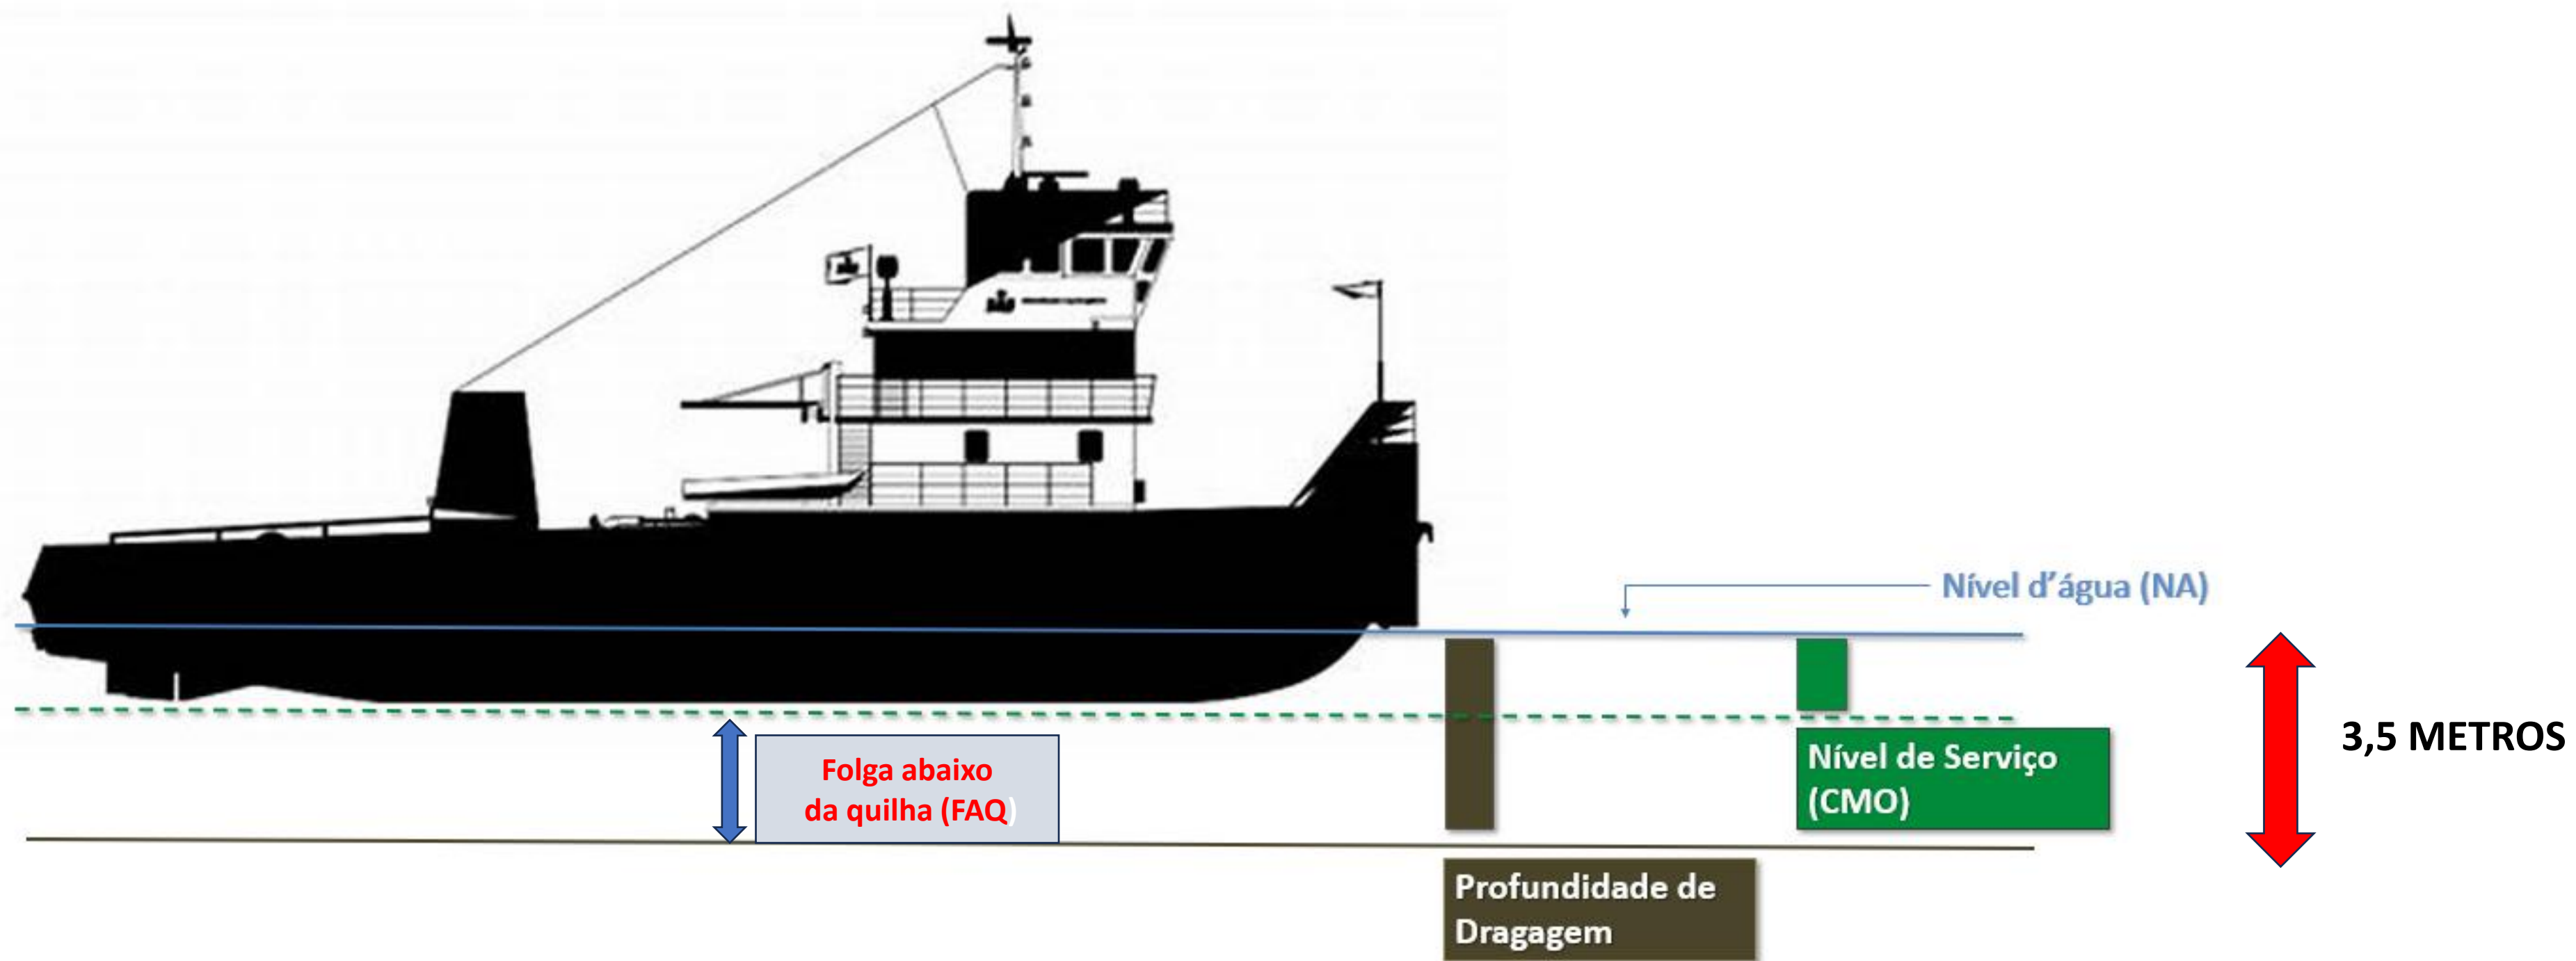 Nível d'água (NA)
3,5 METROS
Folga abaixo
da quilha (FAQ)
Nível de Serviço
(CMO)
Profundidade de
Dragagem